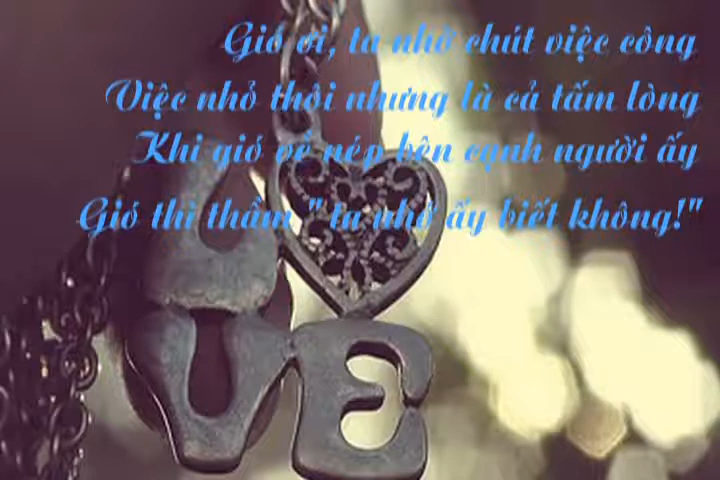 Gió ơi, ta nhờ chút việc công
Việc nhỏ thôi nhưng là cả tấm lòng
Khi gió về nép bên cạnh người ấy
Gió thì thầm " ta nhớ ấy biết không!"
L
VE